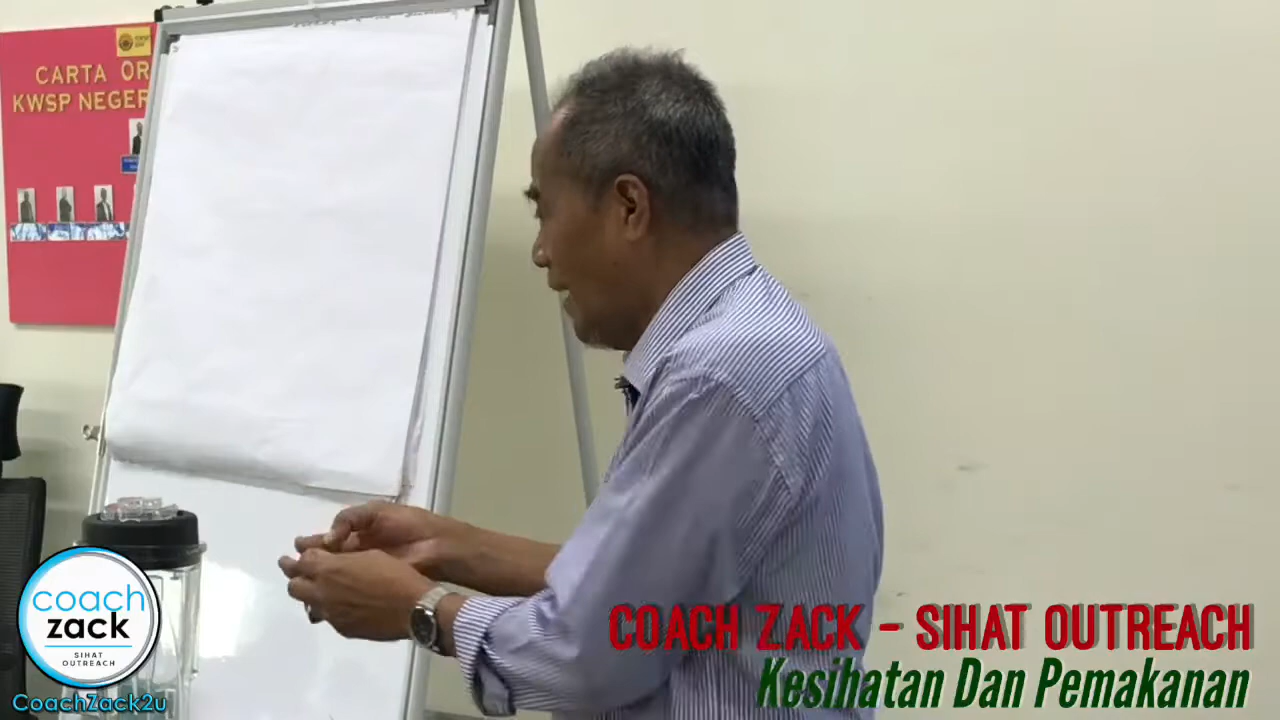 CARTA OR
KWSP NEGER
coach
zack
SIHAT
OUTREACH
CoachZack2u
COACH ZACK - SIHAT OUTREACH
Kesihatan Dan Pemakanan